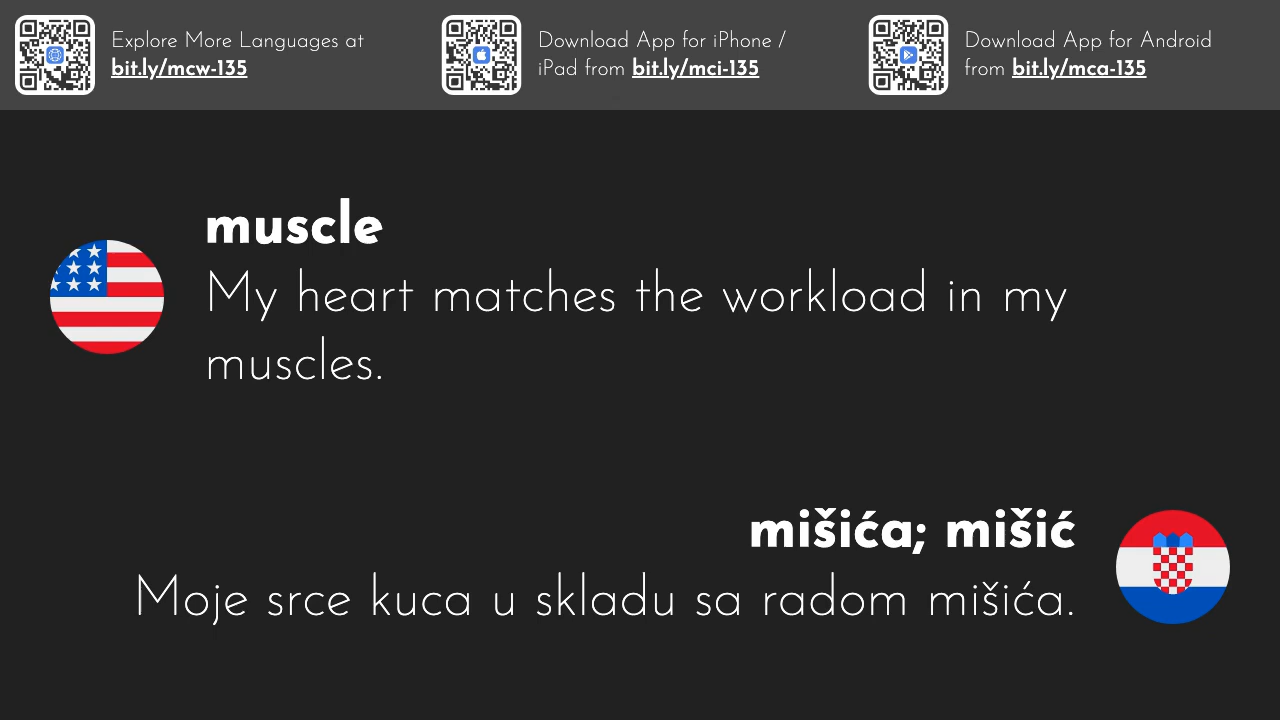 Explore More Languages at
bit.ly/mcw-135
Download App for iPhone /
iPad from bit.ly/mci-135
Download App for Android
from bit.ly/mca-135
muscle
My heart matches the workload in my
muscles.
mišića; mišić
Moje srce kuca u skladu sa radom mišića.